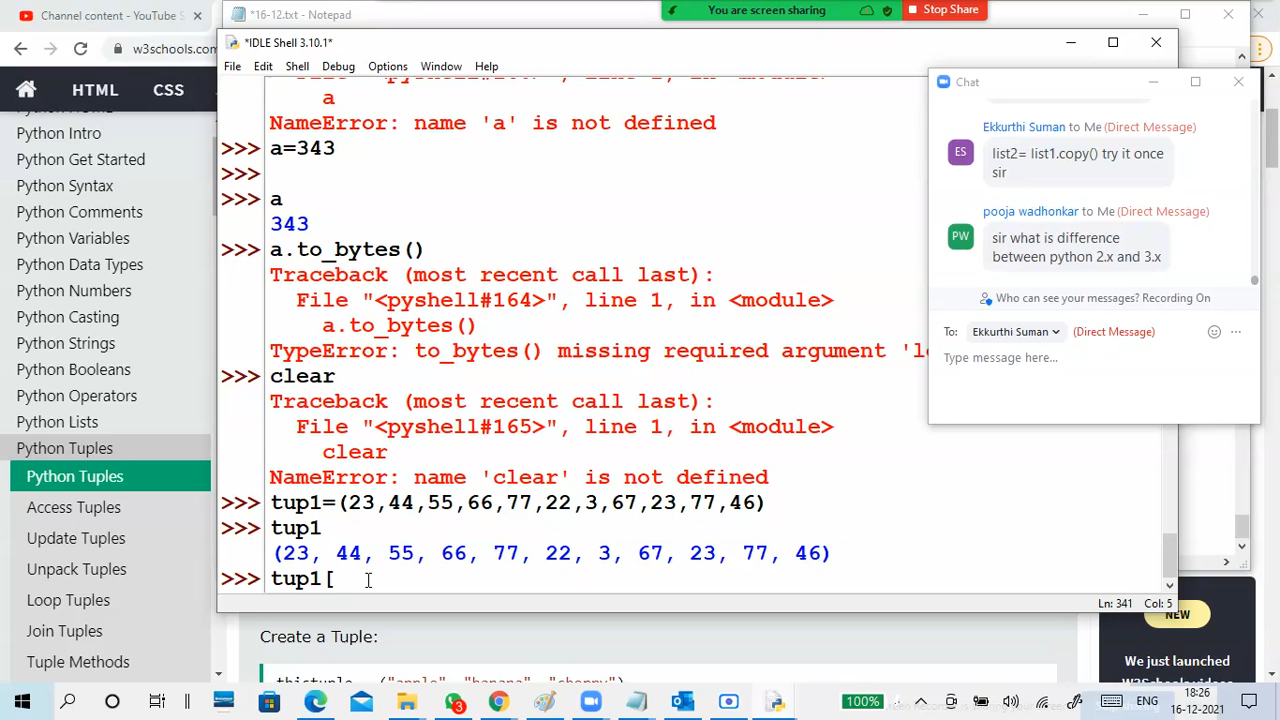 Channel content - YouTube S
*16-12.txt - Notepad
You are screen sharing
Stop Share
w3schools.com
HTML CSS
Python Intro
Python Get Started
Python Syntax
Python Comments
Python Variables
Python Data Types
Python Numbers
Python Casting
Python Strings
Python Booleans
Python Operators
Python Lists
Python Tuples
Python Tuples
Access Tuples
Update Tuples
Unpack Tuples
Loop Tuples
Join Tuples
Tuple Methods
*IDLE Shell 3.10.1*
File Edit Shell Debug Options Window Help
a
NameError: name 'a' is not defined
>>> a=343
>>>
>>> a
343
>>> a.to_bytes()
Traceback (most recent call last):
File "<pyshell#164>", line 1, in <module>
a.to_bytes()
TypeError: to_bytes() missing required argument
>>> clear
Traceback (most recent call last):
File "<pyshell#165>", line 1, in <module>
clear
NameError: name 'clear' is not defined
>>> tup1=(23,44,55,66,77,22,3,67,23,77,46)
>>> tup1
(23, 44, 55, 66, 77, 22, 3, 67, 23, 77, 46)
>>> tup1[
Ln: 341 Col: 5
Chat
Ekkurthi Suman to Me (Direct Message)
ES
list2= list1.copy() try it once
sir
pooja wadhonkar to Me (Direct Message)
PW
sir what is difference
between python 2.x and 3.x
Who can see your messages? Recording On
To: Ekkurthi Suman (Direct Message)
Type message here...
Create a Tuple:
NEW
We just launched
100%
3
ENG
18:26
16-12-2021